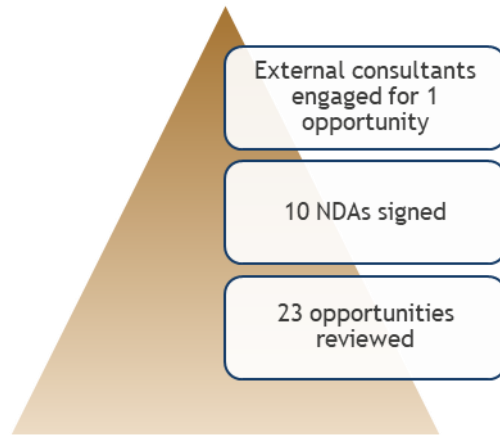 External consultants
engaged for 1
opportunity
10 NDAs signed
23 opportunities
reviewed